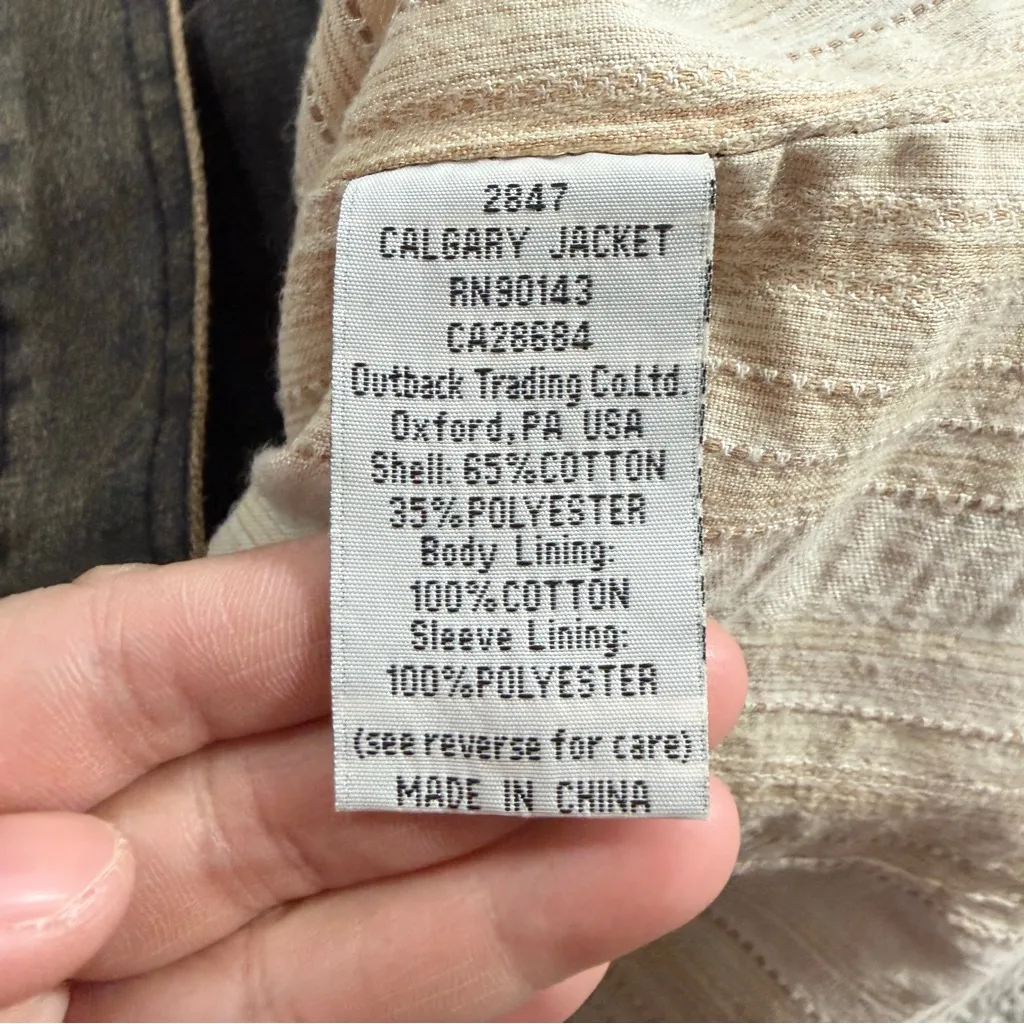 2847
CALGARY JACKET
RN90143
CA28684
Outback Trading Co.Ltd.
Oxford,PA USA
Shell: 65%COTTON
35%POLYESTER
Body Lining:
100%COTTON
Sleeve Lining:
100%POLYESTER
(see reverse for care)
MADE IN CHINA